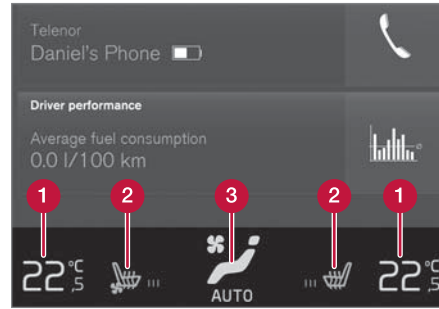 Telenor
Daniel's Phone
Driver performance
Average fuel consumption
0.0 l/100 km
1 2 3 2 1
22 °C ,5 22 °C ,5
AUTO